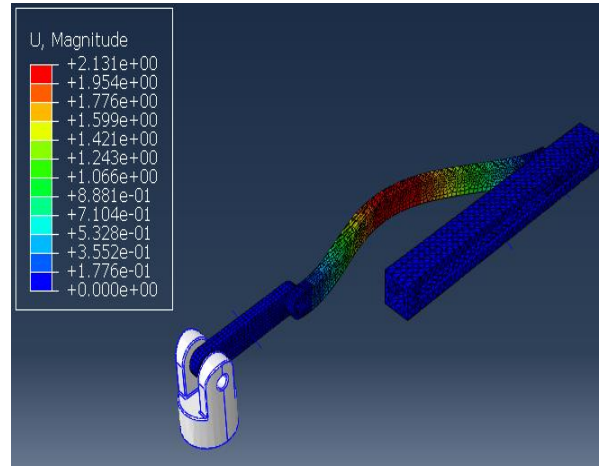 U, Magnitude
+2.131e+00
+1.954e+00
+1.776e+00
+1.599e+00
+1.421e+00
+1.243e+00
+1.066e+00
+8.881e-01
+7.104e-01
+5.328e-01
+3.552e-01
+1.776e-01
+0.000e+00